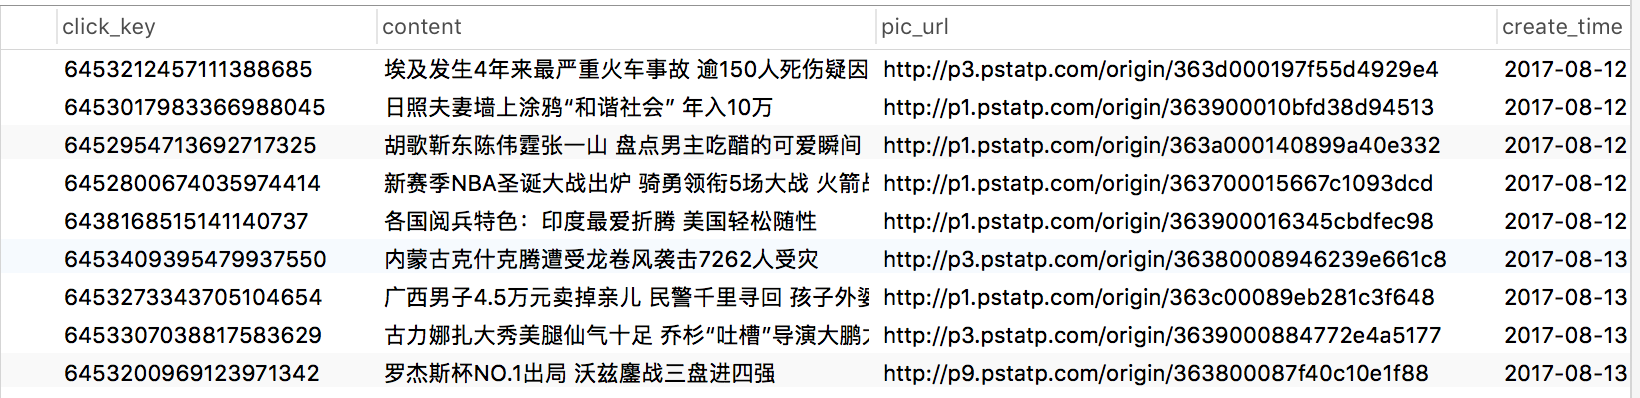 click_key content pic_url create_time
6453212457111388685 埃及发生4年来最严重火车事故 逾150人死伤疑因 http://p3.pstatp.com/origin/363d000197f55d4929e4 2017-08-12
6453017983366988045 日照夫妻墙上涂鸦“和谐社会” 年入10万 http://p1.pstatp.com/origin/363900010bfd38d94513 2017-08-12
6452954713692717325 胡歌靳东陈伟霆张一山 盘点男主吃醋的可爱瞬间 http://p1.pstatp.com/origin/363a000140899a40e332 2017-08-12
6452800674035974414 新赛季NBA圣诞大战出炉 骑勇领衔5场大战 火箭 http://p1.pstatp.com/origin/363700015667c1093dcd 2017-08-12
6438168515141140737 各国阅兵特色：印度最爱折腾 美国轻松随性 http://p1.pstatp.com/origin/363900016345cbdfec98 2017-08-12
6453409395479937550 内蒙古克什克腾遭受龙卷风袭击7262人受灾 http://p3.pstatp.com/origin/36380008946239e661c8 2017-08-13
6453273343705104654 广西男子4.5万元卖掉亲儿 民警千里寻回 孩子外婆 http://p1.pstatp.com/origin/363c00089eb281c3f648 2017-08-13
6453307038817583629 古力娜扎大秀美腿仙气十足 乔杉“吐槽”导演大鹏 http://p3.pstatp.com/origin/3639000884772e4a5177 2017-08-13
6453200969123971342 罗杰斯杯NO.1出局 沃兹鏖战三盘进四强 http://p9.pstatp.com/origin/363800087f40c10e1f88 2017-08-13